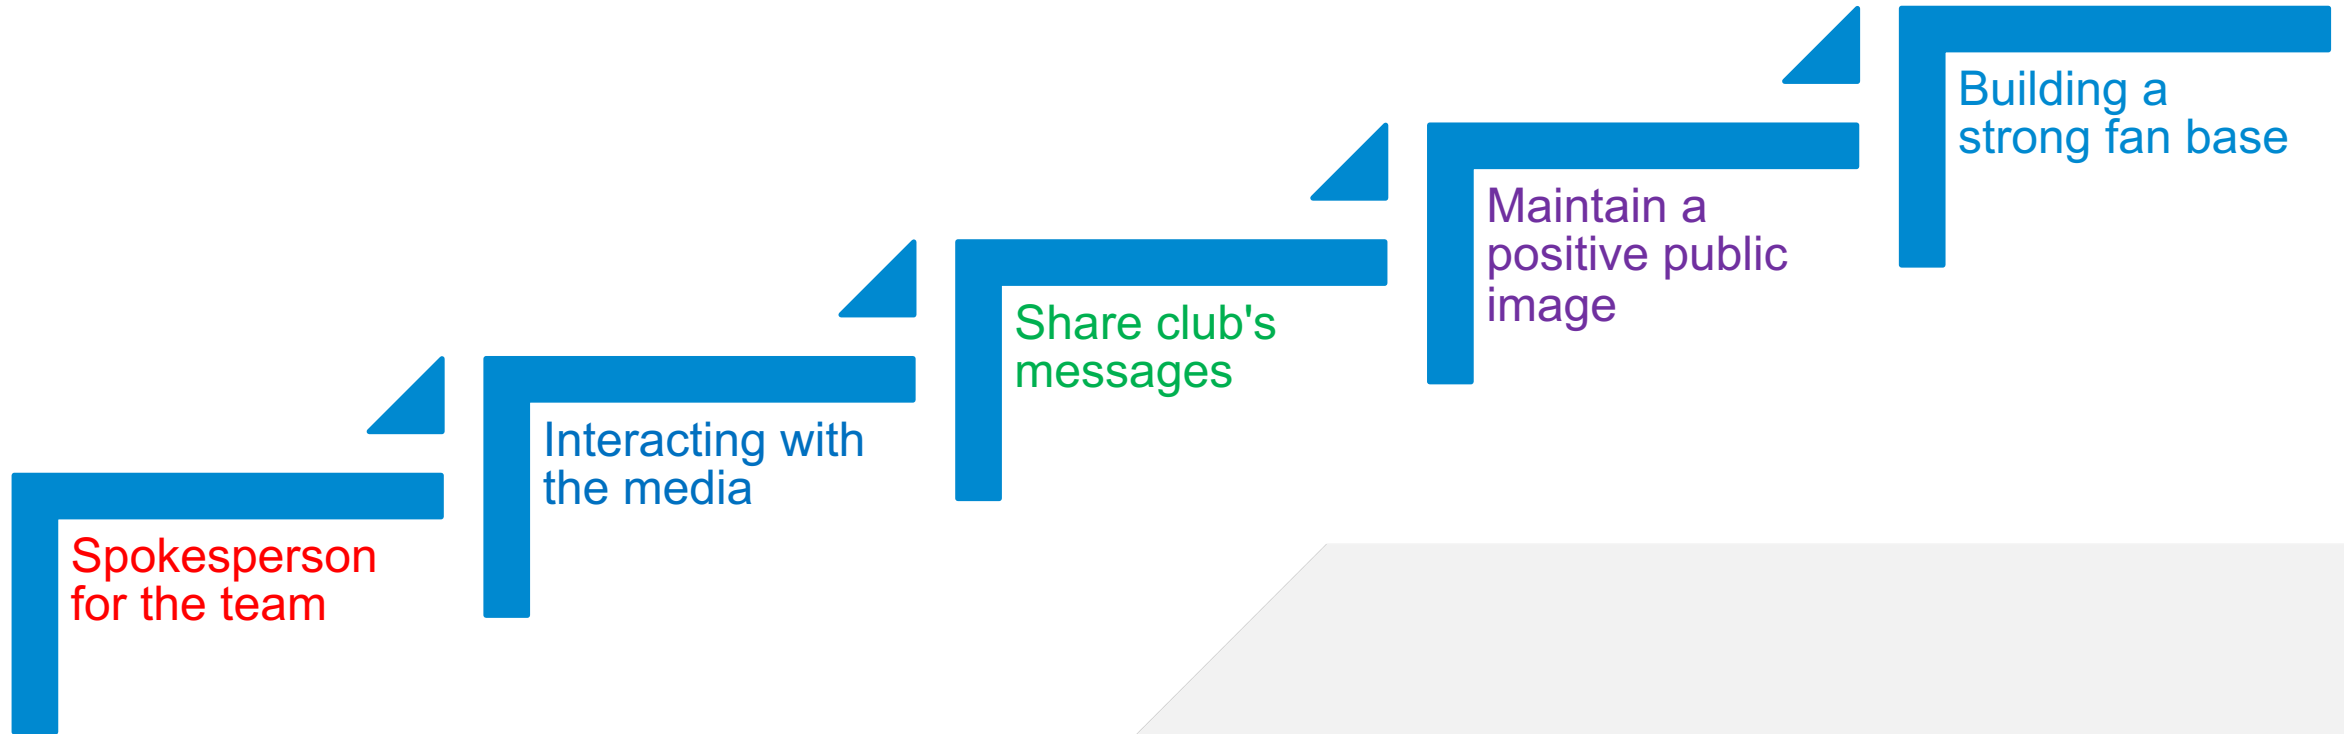 Spokesperson
for the team
Interacting with
the media
Share club's
messages
Maintain a
positive public
image
Building a
strong fan base